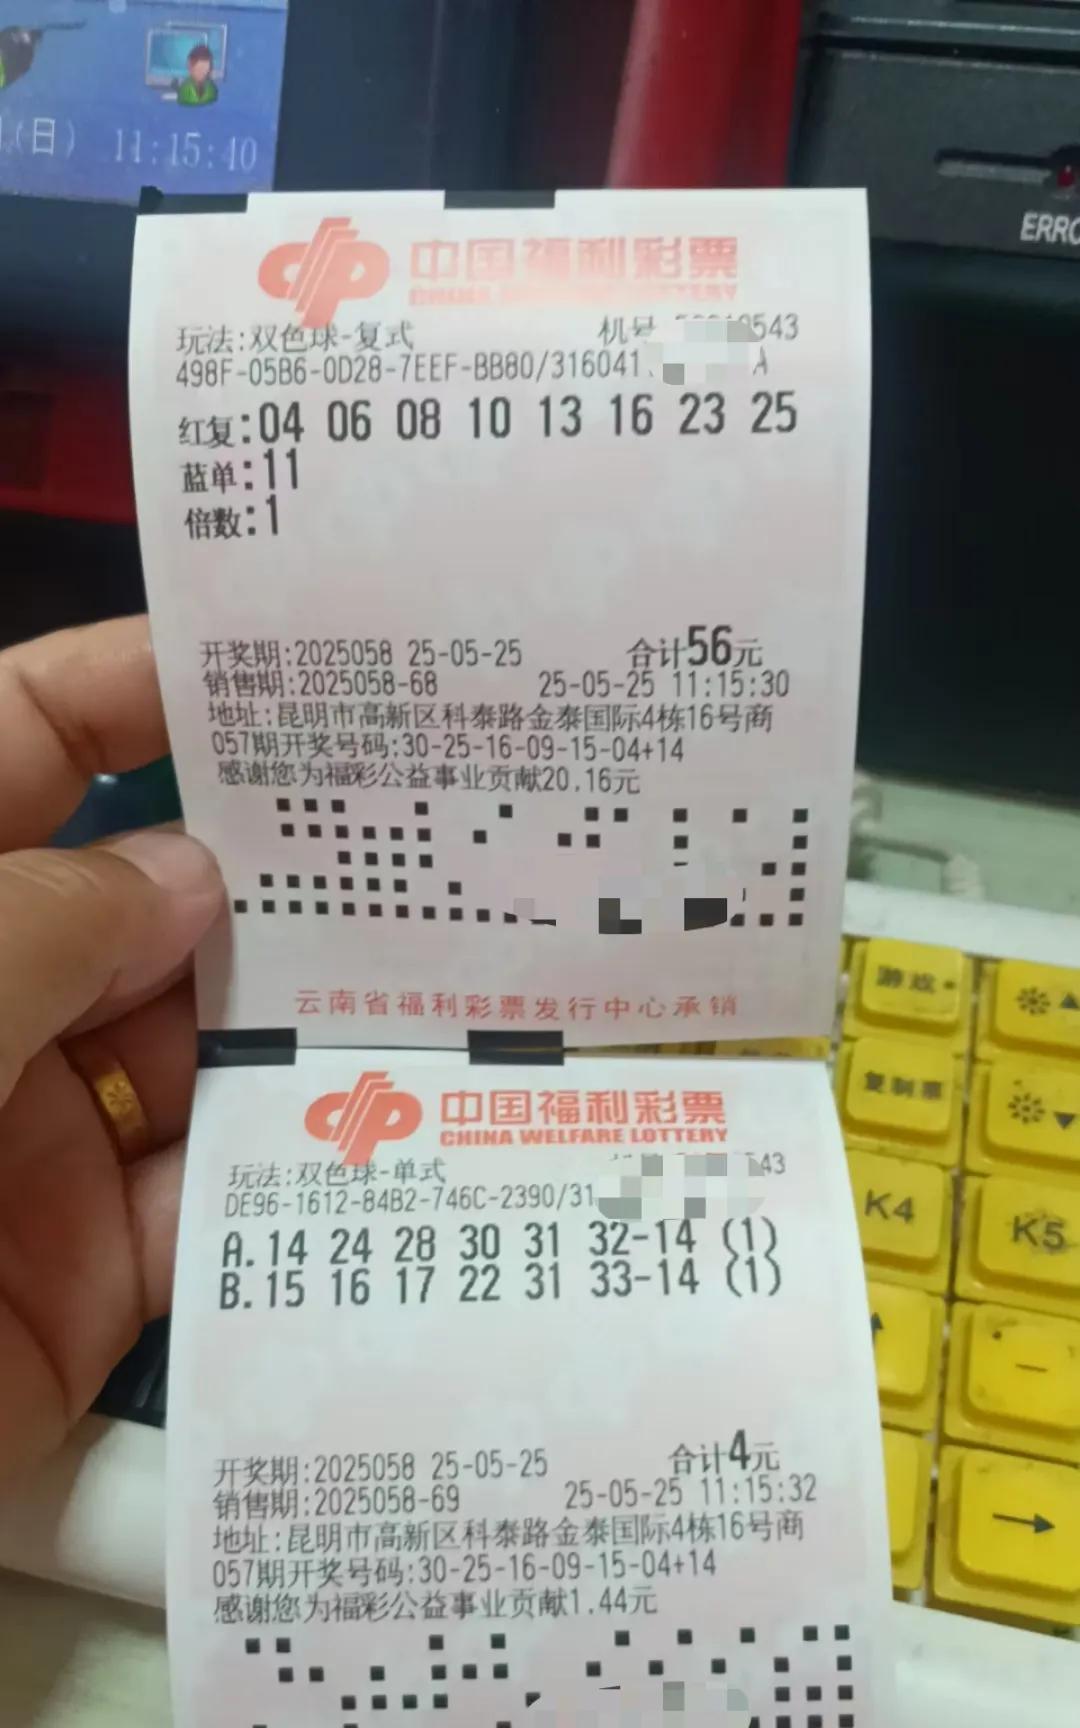 (日) 11:15:40
ERRO
中国福利彩票
CHINA WELFARE LOTTERY
玩法:双色球-复式 机号 543
498F-05B6-0D28-7EEF-BB80/316041 A
红复:04 06 08 10 13 16 23 25
蓝单:11
倍数:1
开奖期:2025058 25-05-25 合计56元
销售期:2025058-68 25-05-25 11:15:30
地址:昆明市高新区科泰路金泰国际4栋16号商
057期开奖号码:30-25-16-09-15-04+14
感谢您为福彩公益事业贡献20.16元
云南省福利彩票发行中心承销
中国福利彩票
CHINA WELFARE LOTTERY
玩法:双色球-单式 43
DE96-1612-84B2-746C-2390/31
A.14 24 28 30 31 32-14 (1)
B.15 16 17 22 31 33-14 (1)
开奖期:2025058 25-05-25 合计4元
销售期:2025058-69 25-05-25 11:15:32
地址:昆明市高新区科泰路金泰国际4栋16号商
057期开奖号码:30-25-16-09-15-04+14
感谢您为福彩公益事业贡献1.44元
游戏
复制票
K4
K5